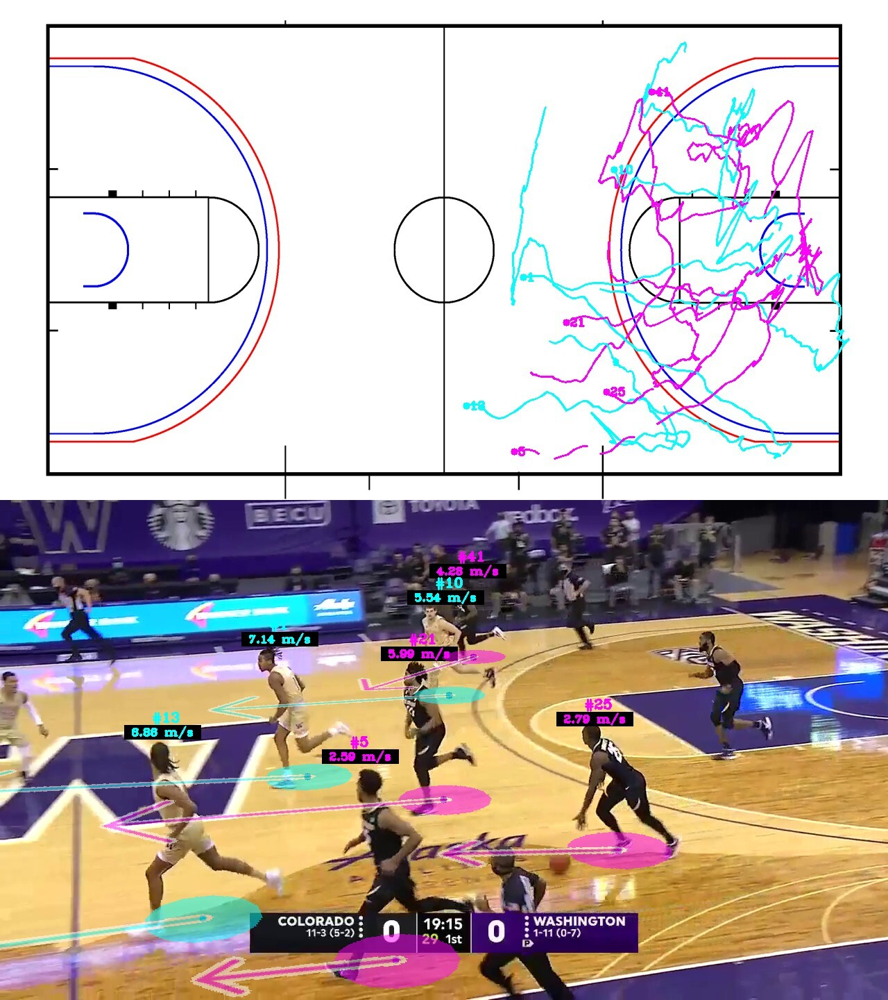 #41
#10
#1
#21
#25
#13
#5
W
BECU
TOYOTA
redbox.
#41
4.28 m/s
#10
5.54 m/s
7.14 m/s
#21
5.99 m/s
#13
6.86 m/s
#5
2.59 m/s
#25
2.79 m/s
Alaska
COLORADO
11-3 (5-2)
0
19:15
29 1st
0
WASHINGTON
1-11 (0-7)
P